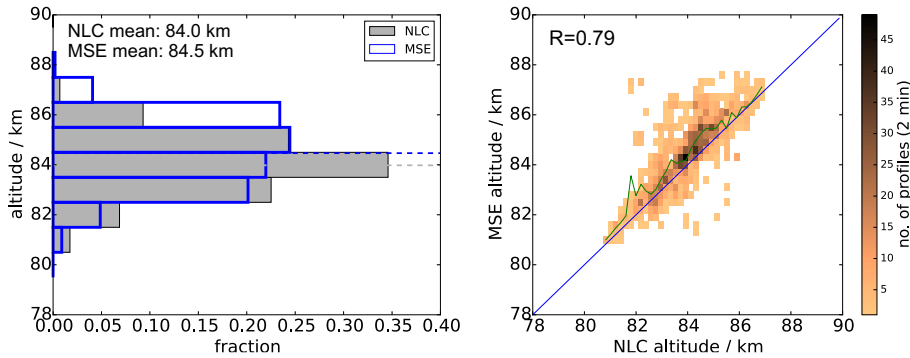 NLC mean: 84.0 km
MSE mean: 84.5 km
NLC
MSE
altitude / km
90
88
86
84
82
80
78
0.00 0.05 0.10 0.15 0.20 0.25 0.30 0.35 0.40
fraction
R=0.79
MSE altitude / km
90
88
86
84
82
80
78
78 80 82 84 86 88 90
NLC altitude / km
45
40
35
30
25
20
15
10
5
no. of profiles (2 min)